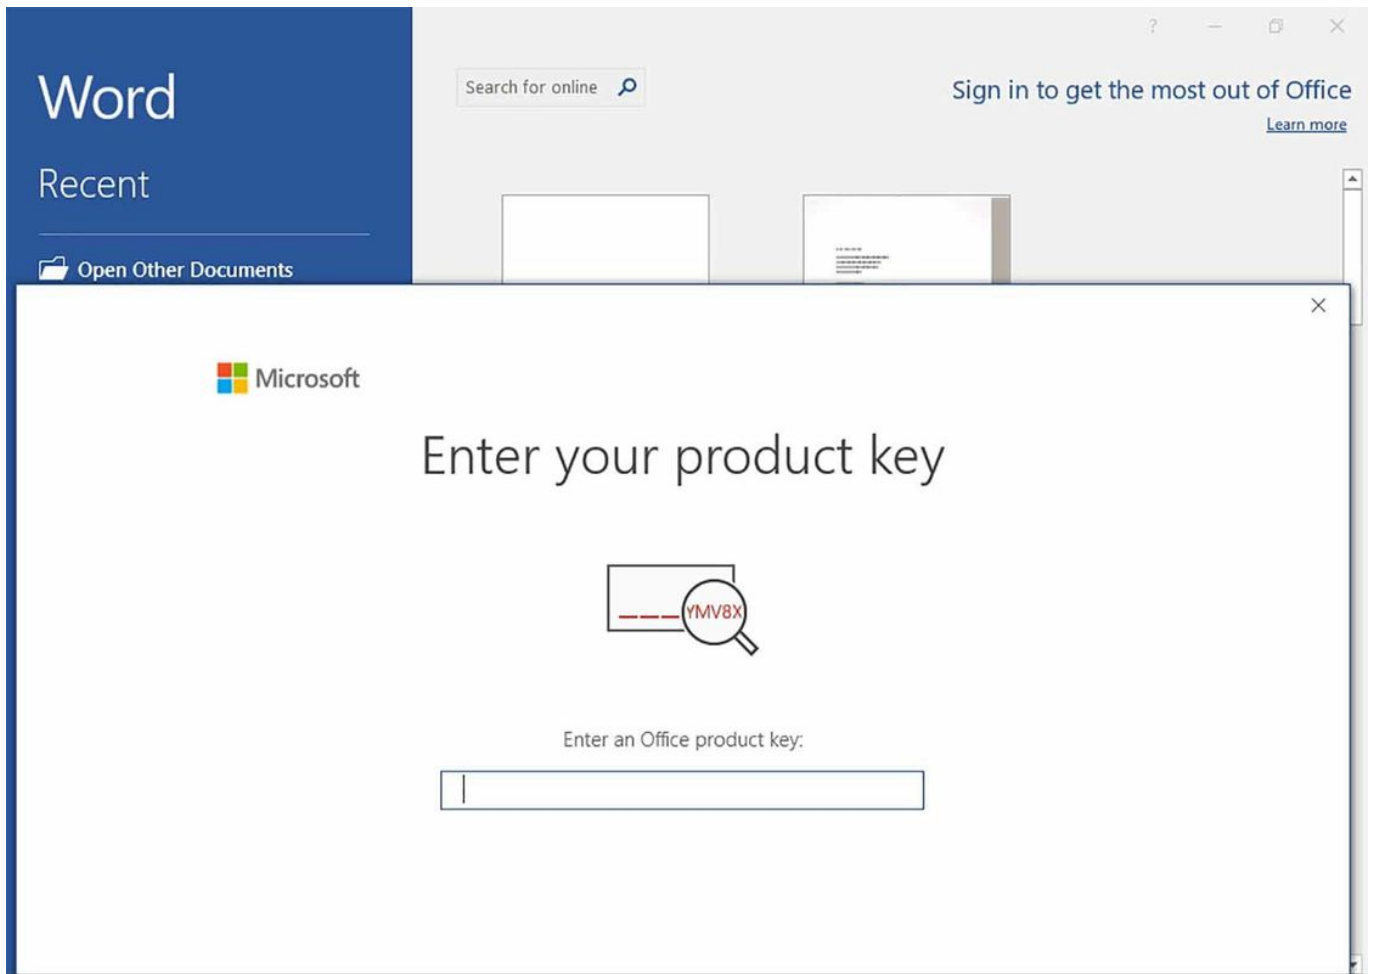 ?
Word
Search for online
Sign in to get the most out of Office
Learn more
Recent
Open Other Documents
Microsoft
Enter your product key
YMV8X
Enter an Office product key: